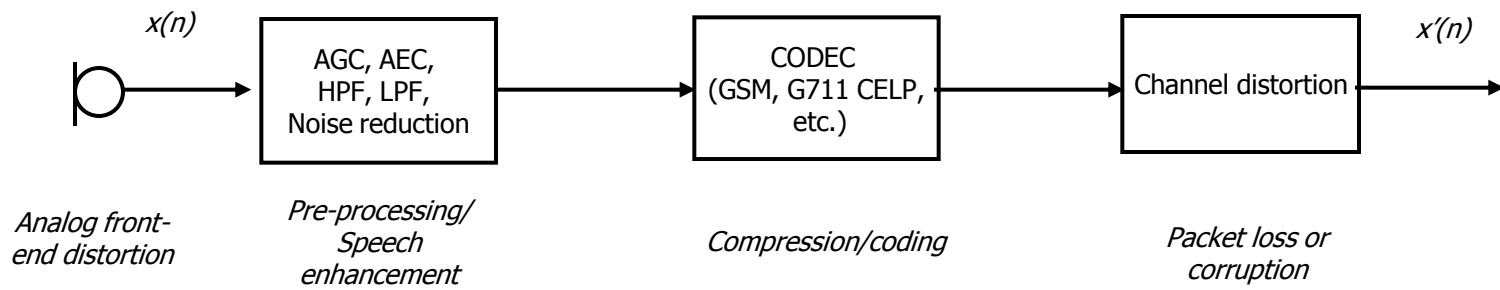 x(n)
x’(n)
AGC, AEC,
HPF, LPF,
Noise reduction
CODEC
(GSM, G711 CELP,
etc.)
Channel distortion
Analog front-
end distortion
Pre-processing/
Speech
enhancement
Compression/coding
Packet loss or
corruption